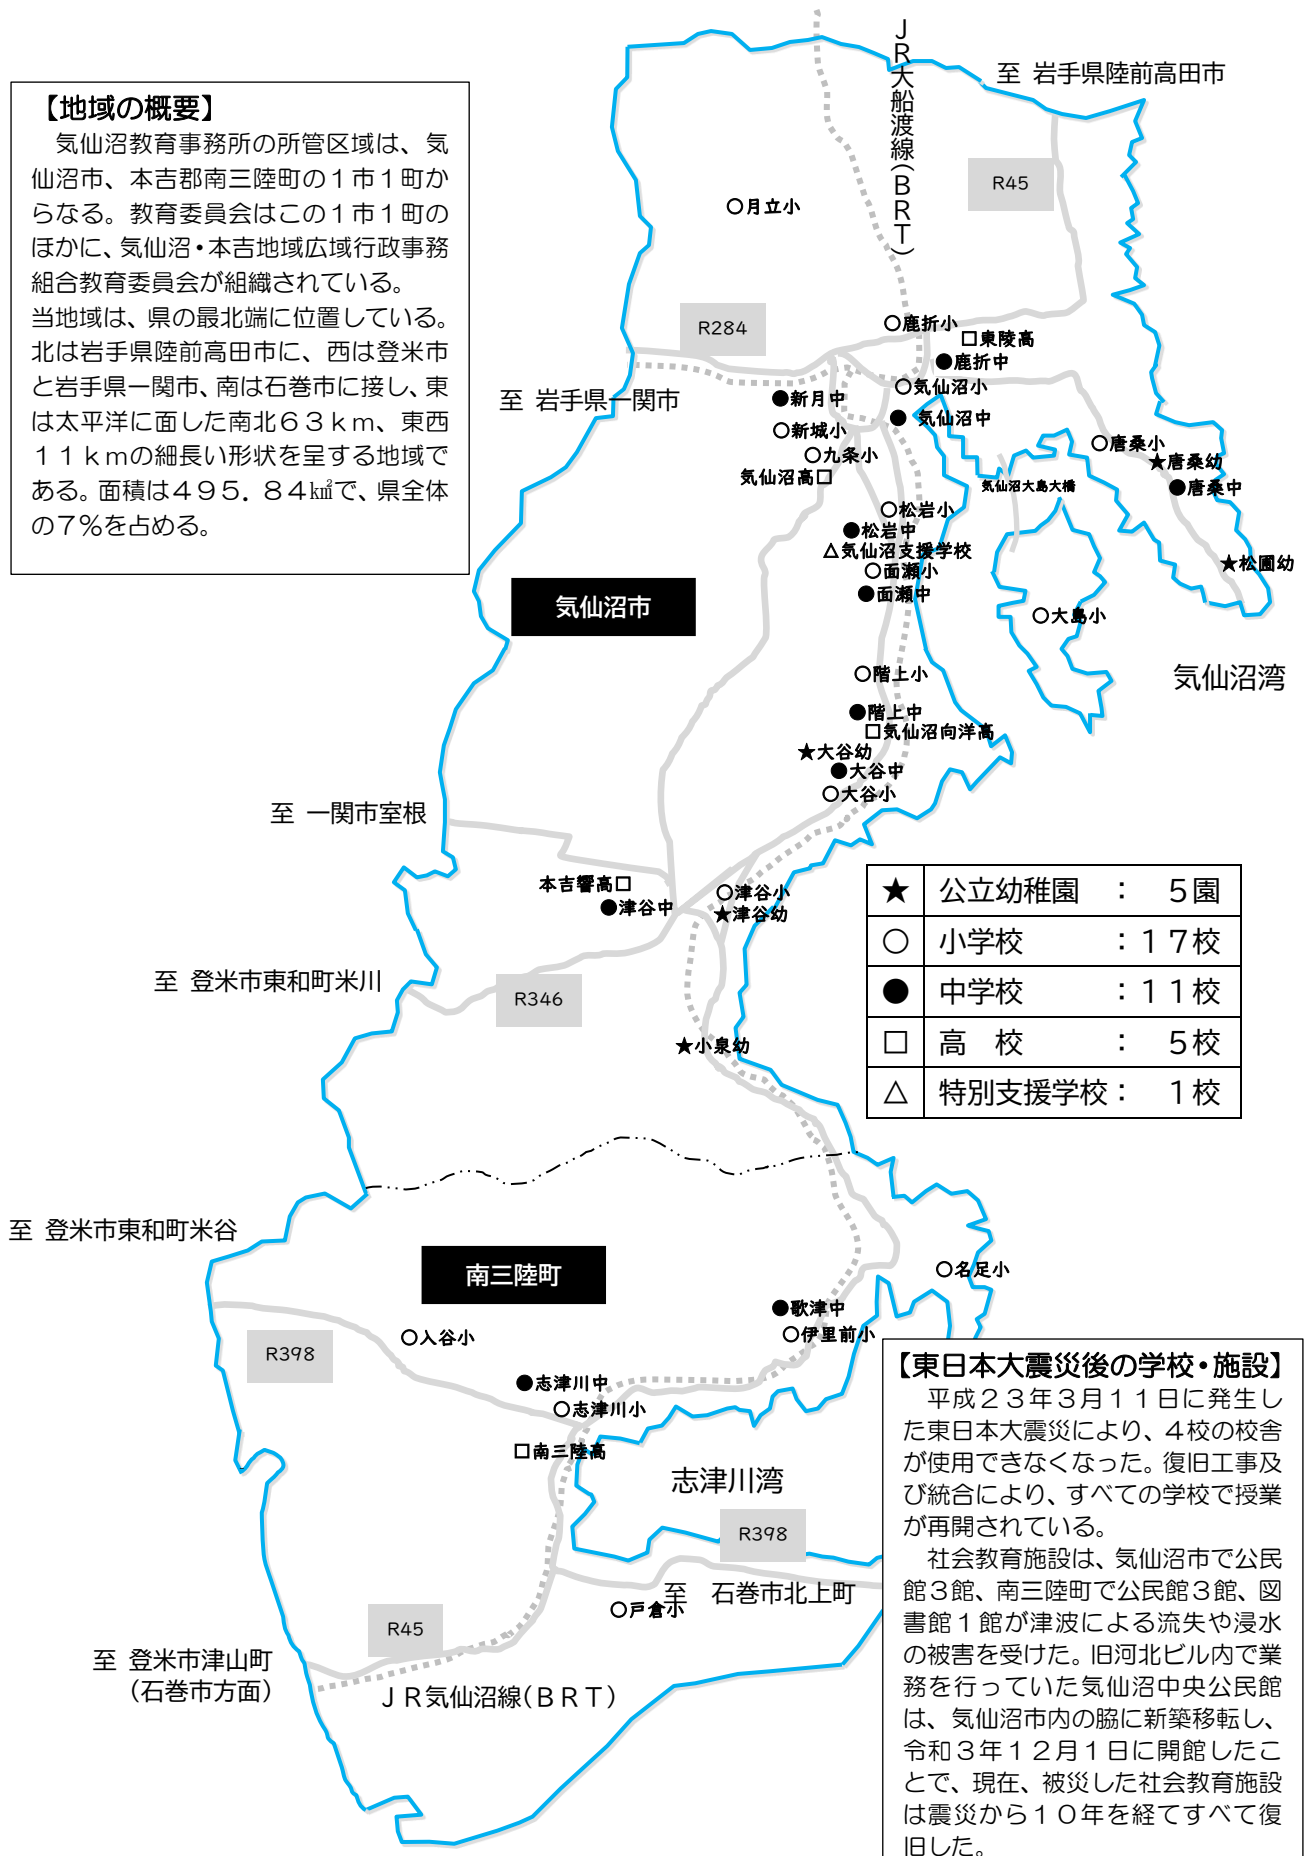 JR大船渡線(BRT)
至 岩手県陸前高田市
【地域の概要】
　気仙沼教育事務所の所管区域は、気
仙沼市、本吉郡南三陸町の1市1町か
らなる。教育委員会はこの1市1町の
ほかに、気仙沼・本吉地域広域行政事務
組合教育委員会が組織されている。
当地域は、県の最北端に位置している。
北は岩手県陸前高田市に、西は登米市
と岩手県一関市、南は石巻市に接し、東
は太平洋に面した南北63km、東西
11kmの細長い形状を呈する地域で
ある。面積は495.84㎢で、県全体
の7%を占める。
R45
○月立小
R284
○鹿折小
□東陵高
●鹿折中
至 岩手県一関市
○気仙沼小
●新月中
● 気仙沼中
○新城小
○九条小
気仙沼高□
○唐桑小
★唐桑幼
●唐桑中
気仙沼大島大橋
○松岩小
●松岩中
△気仙沼支援学校
○面瀬小
●面瀬中
★松圃幼
気仙沼市
○大島小
気仙沼湾
○階上小
●階上中
□気仙沼向洋高
★大谷幼
●大谷中
○大谷小
至 一関市室根
本吉響高□
●津谷中
○津谷小
★津谷幼
至 登米市東和町米川
R346
★小泉幼
★ 公立幼稚園 : 5園
○ 小学校 :17校
● 中学校 :11校
□ 高 校 : 5校
△ 特別支援学校: 1校
至 登米市東和町米谷
南三陸町
○名足小
●歌津中
○伊里前小
○入谷小
R398
●志津川中
○志津川小
□南三陸高
志津川湾
R398
至 石巻市北上町
○戸倉小
R45
至 登米市津山町
(石巻市方面)
JR気仙沼線(BRT)
【東日本大震災後の学校・施設】
　平成23年3月11日に発生し
た東日本大震災により、4校の校舎
が使用できなくなった。復旧工事及
び統合により、すべての学校で授業
が再開されている。
　社会教育施設は、気仙沼市で公民
館3館、南三陸町で公民館3館、図
書館1館が津波による流失や浸水
の被害を受けた。旧河北ビル内で業
務を行っていた気仙沼中央公民館
は、気仙沼市内の脇に新築移転し、
令和3年12月1日に開館したこ
とで、現在、被災した社会教育施設
は震災から10年を経てすべて復
旧した。